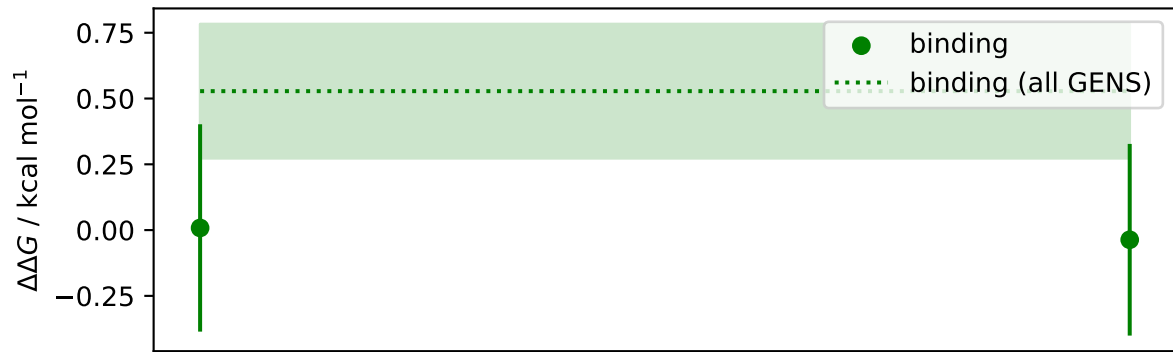 0.75
0.50
0.25
0.00
−0.25
ΔΔG / kcal mol⁻¹
binding
binding (all GENS)